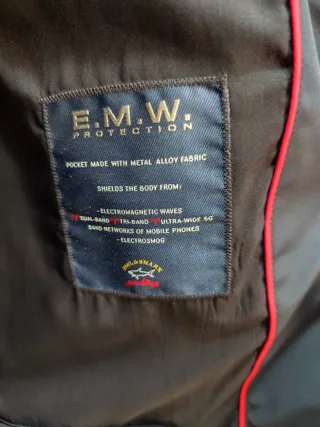 E.M.W.
PROTECTION
POCKET MADE WITH METAL ALLOY FABRIC
SHIELDS THE BODY FROM:
-ELECTROMAGNETIC WAVES
DUAL-BAND TRI-BAND ULTRA-WIDE 5G
BAND NETWORKS OF MOBILE PHONES
-ELECTROSMOG
PAUL&SHARK